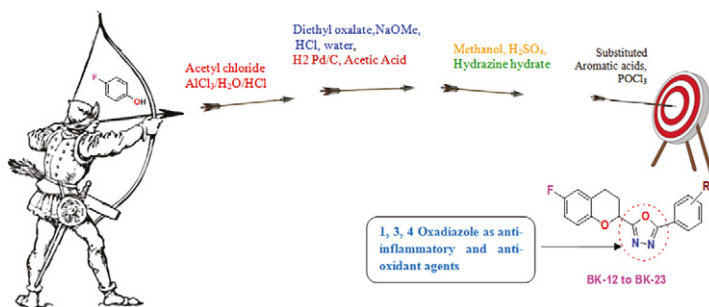 F
OH
Acetyl chloride
AlCl3/H2O/HCl
Diethyl oxalate,NaOMe,
HCl, water,
H2 Pd/C, Acetic Acid
Methanol, H2SO4,
Hydrazine hydrate
Substituted
Aromatic acids,
POCl3
F
R
O
O
N-N
1, 3, 4 Oxadiazole as anti-
inflammatory and anti-
oxidant agents
BK-12 to BK-23